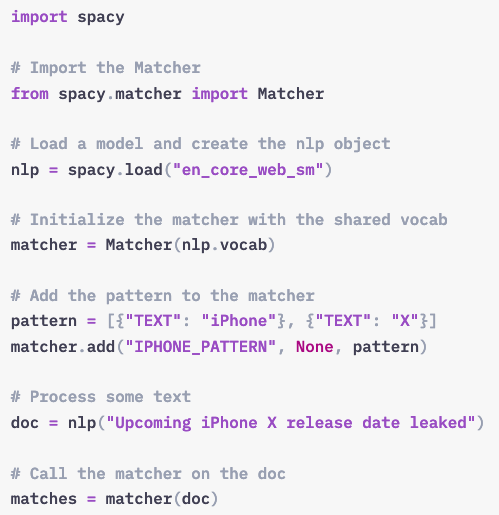 import spacy
# Import the Matcher
from spacy.matcher import Matcher
# Load a model and create the nlp object
nlp = spacy.load("en_core_web_sm")
# Initialize the matcher with the shared vocab
matcher = Matcher(nlp.vocab)
# Add the pattern to the matcher
pattern = [{"TEXT": "iPhone"}, {"TEXT": "X"}]
matcher.add("IPHONE_PATTERN", None, pattern)
# Process some text
doc = nlp("Upcoming iPhone X release date leaked")
# Call the matcher on the doc
matches = matcher(doc)